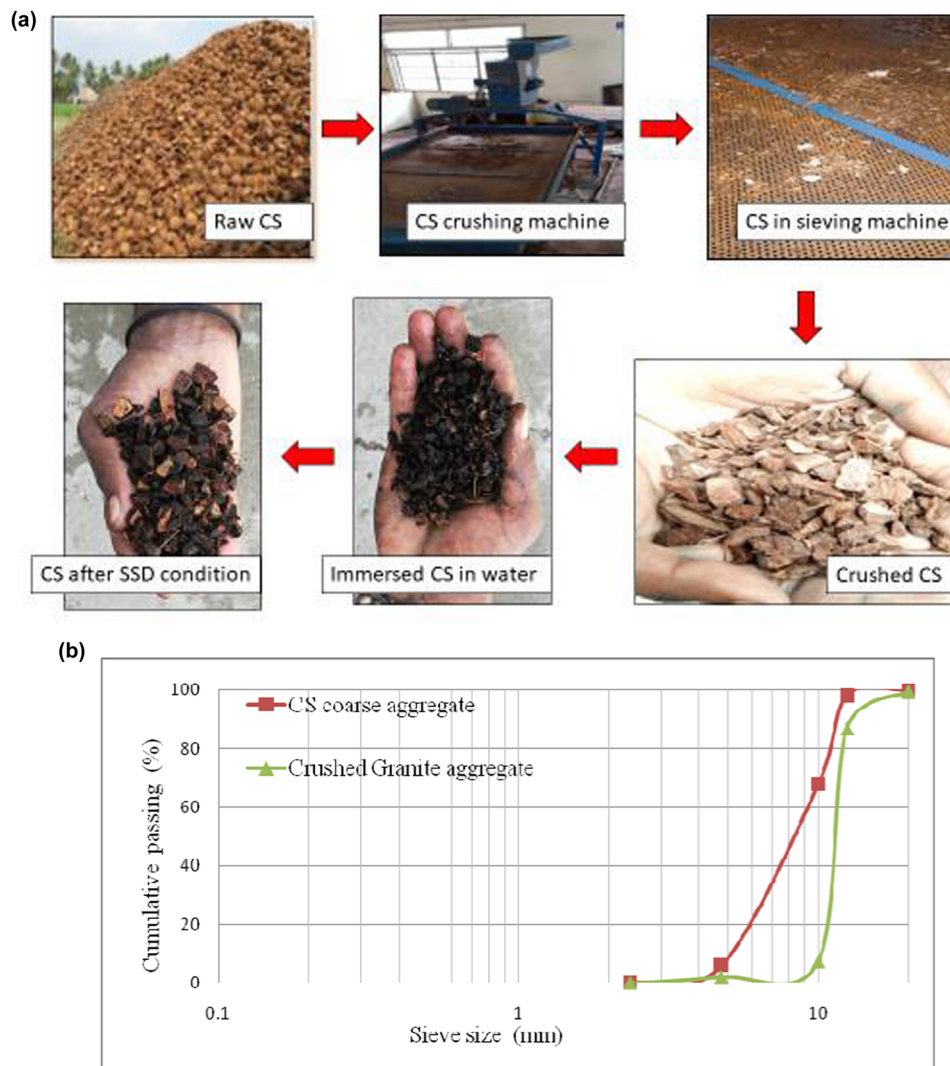 (a)
Raw CS
CS crushing machine
CS in sieving machine
CS after SSD condition
Immersed CS in water
Crushed CS
(b)
100
80
60
40
20
0
Cumulative passing (%)
CS coarse aggregate
Crushed Granite aggregate
0.1
1
10
Sieve size (mm)